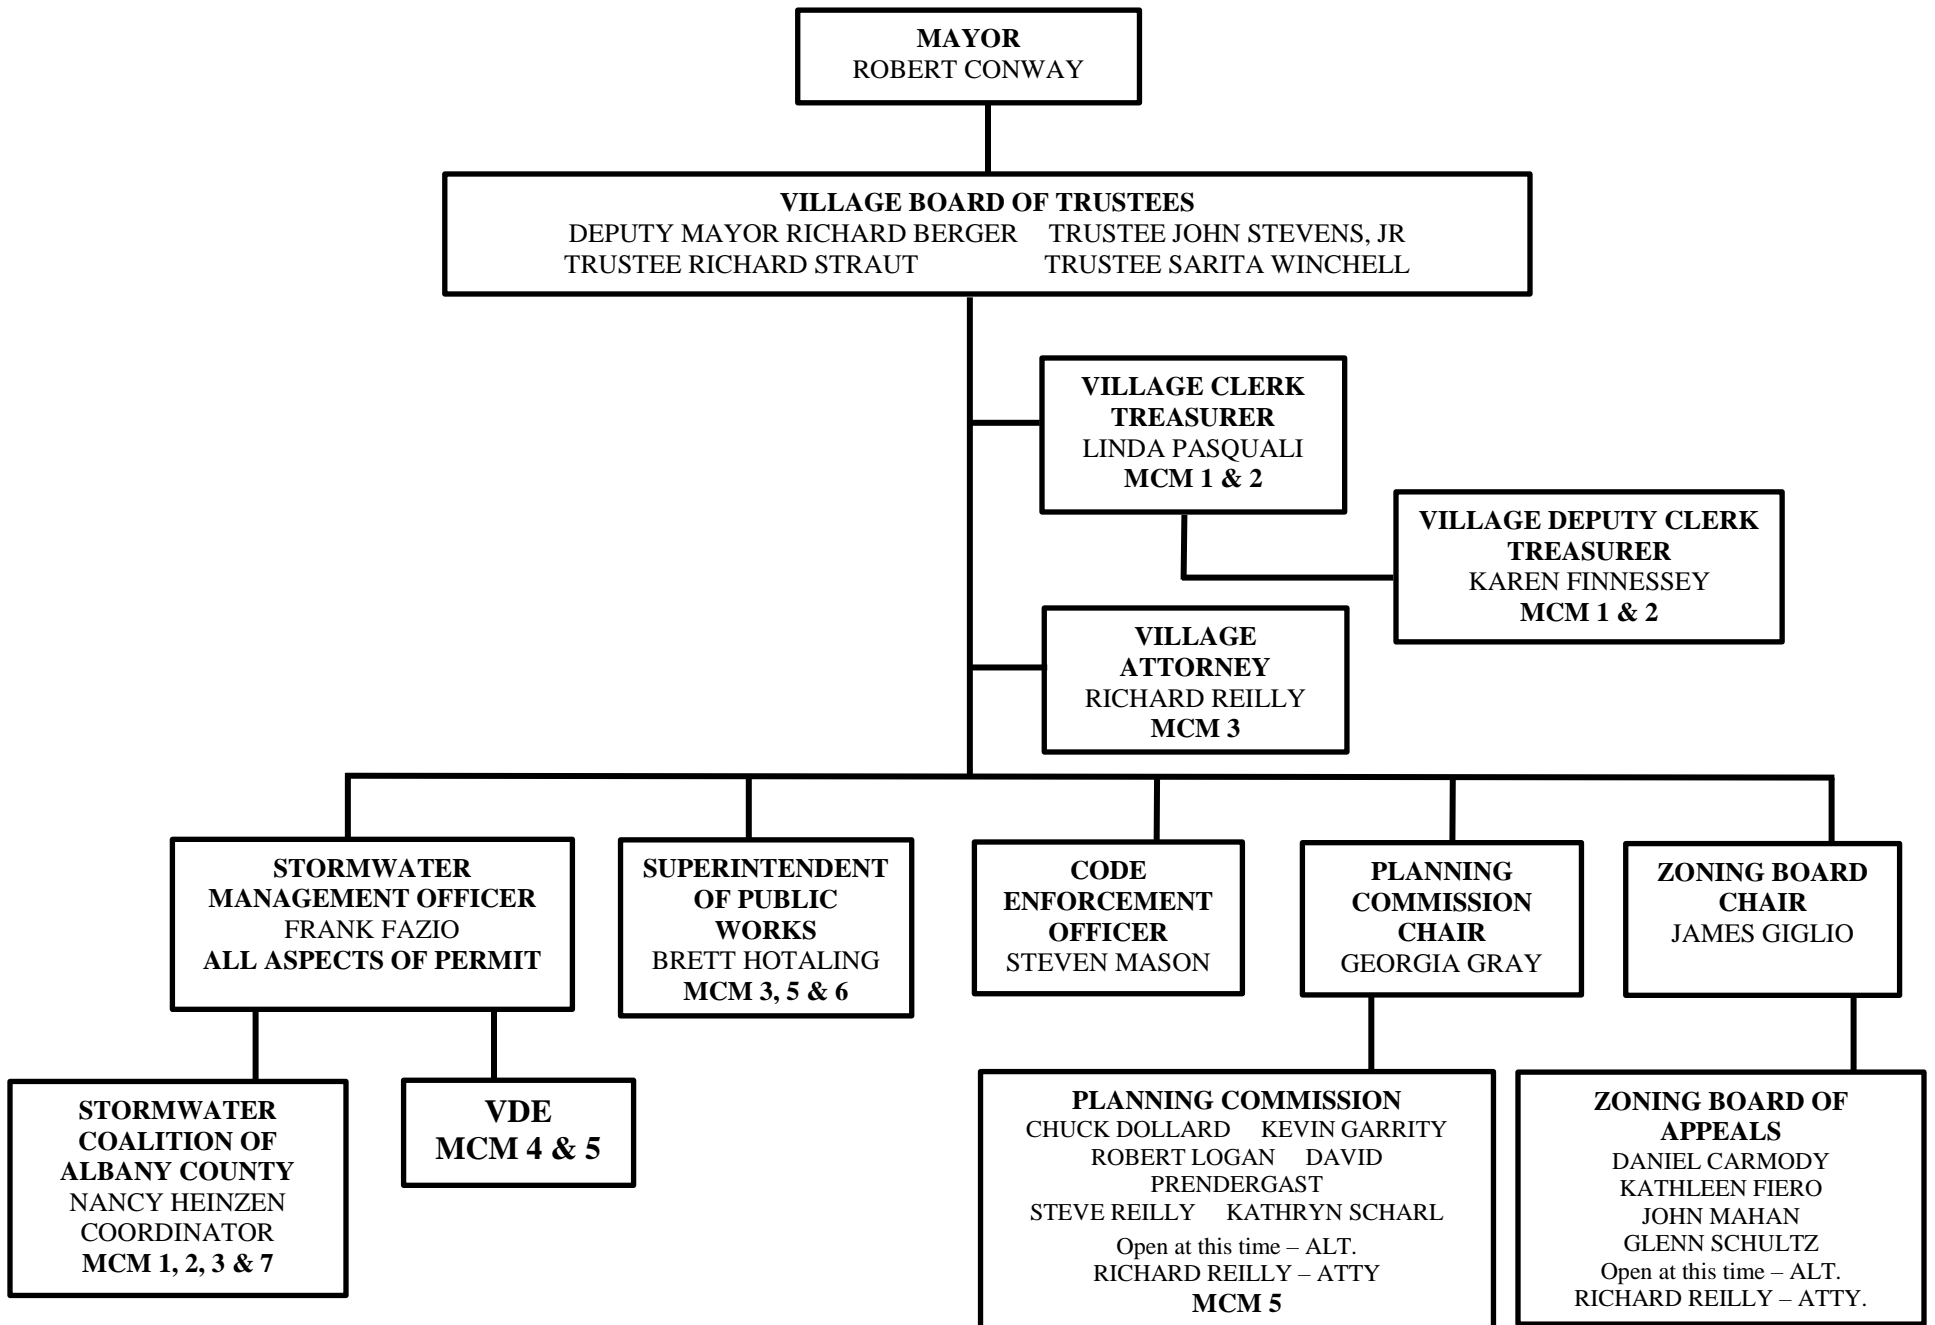 MAYOR
ROBERT CONWAY
VILLAGE BOARD OF TRUSTEES
DEPUTY MAYOR RICHARD BERGER TRUSTEE JOHN STEVENS, JR
TRUSTEE RICHARD STRAUT TRUSTEE SARITA WINCHELL
VILLAGE CLERK
TREASURER
LINDA PASQUALI
MCM 1 & 2
VILLAGE DEPUTY CLERK
TREASURER
KAREN FINNESSEY
MCM 1 & 2
VILLAGE
ATTORNEY
RICHARD REILLY
MCM 3
STORMWATER
MANAGEMENT OFFICER
FRANK FAZIO
ALL ASPECTS OF PERMIT
SUPERINTENDENT
OF PUBLIC
WORKS
BRETT HOTALING
MCM 3, 5 & 6
CODE
ENFORCEMENT
OFFICER
STEVEN MASON
PLANNING
COMMISSION
CHAIR
GEORGIA GRAY
ZONING BOARD
CHAIR
JAMES GIGLIO
STORMWATER
COALITION OF
ALBANY COUNTY
NANCY HEINZEN
COORDINATOR
MCM 1, 2, 3 & 7
VDE
MCM 4 & 5
PLANNING COMMISSION
CHUCK DOLLARD KEVIN GARRITY
ROBERT LOGAN DAVID
PRENDERGAST
STEVE REILLY KATHRYN SCHARL
Open at this time – ALT.
RICHARD REILLY – ATTY
MCM 5
ZONING BOARD OF
APPEALS
DANIEL CARMODY
KATHLEEN FIERO
JOHN MAHAN
GLENN SCHULTZ
Open at this time – ALT.
RICHARD REILLY – ATTY.